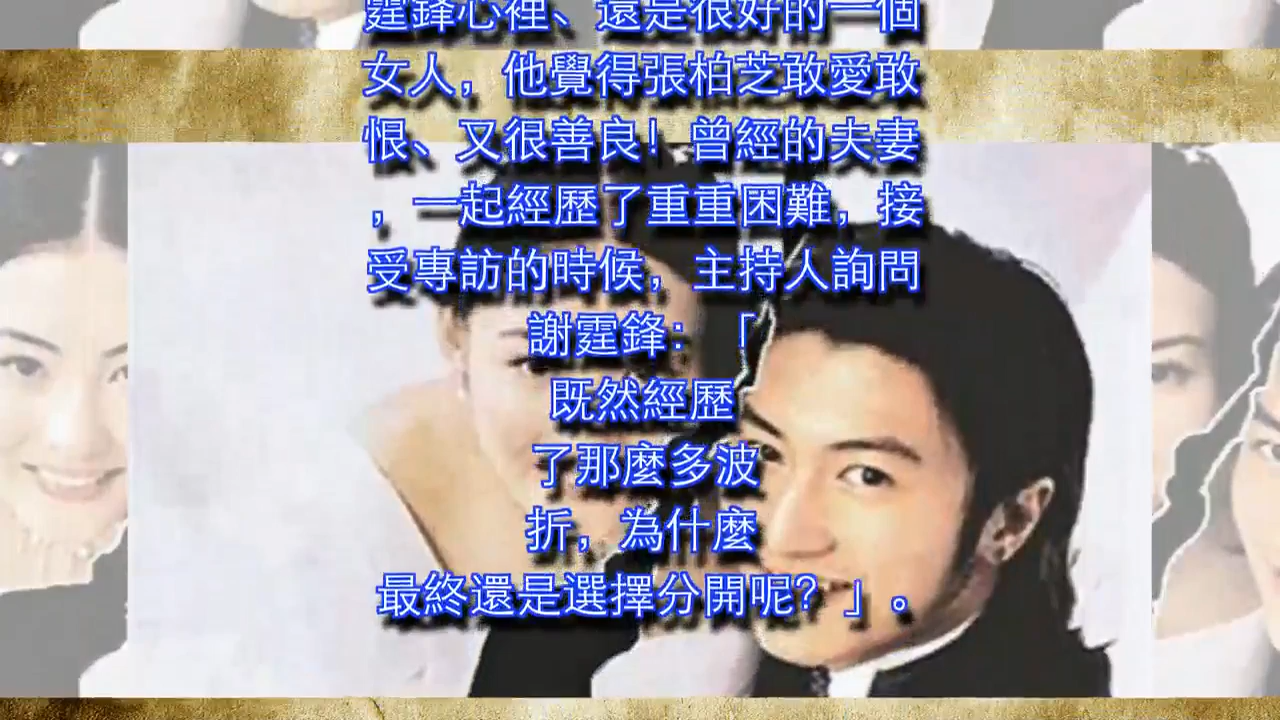 霆鋒心裡、還是很好的一個
女人，他覺得張柏芝敢愛敢
恨、又很善良！曾經的夫妻
，一起經歷了重重困難，接
受專訪的時候，主持人詢問
謝霆鋒：「
既然經歷
了那麼多波
折，為什麼
最終還是選擇分開呢？」。